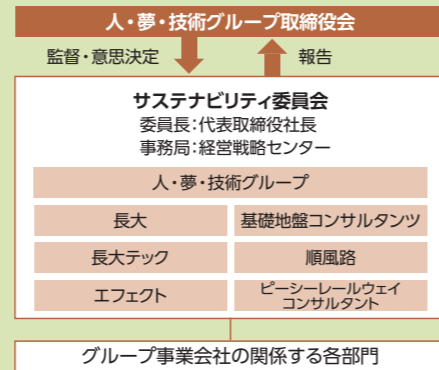 人・夢・技術グループ取締役会
監督・意思決定 報告
サステナビリティ委員会
委員長：代表取締役社長
事務局：経営戦略センター
人・夢・技術グループ
長大 基礎地盤コンサルタンツ
長大テック 順風路
エフェクト ピーシーレールウェイ
コンサルタント
グループ事業会社の関係する各部門